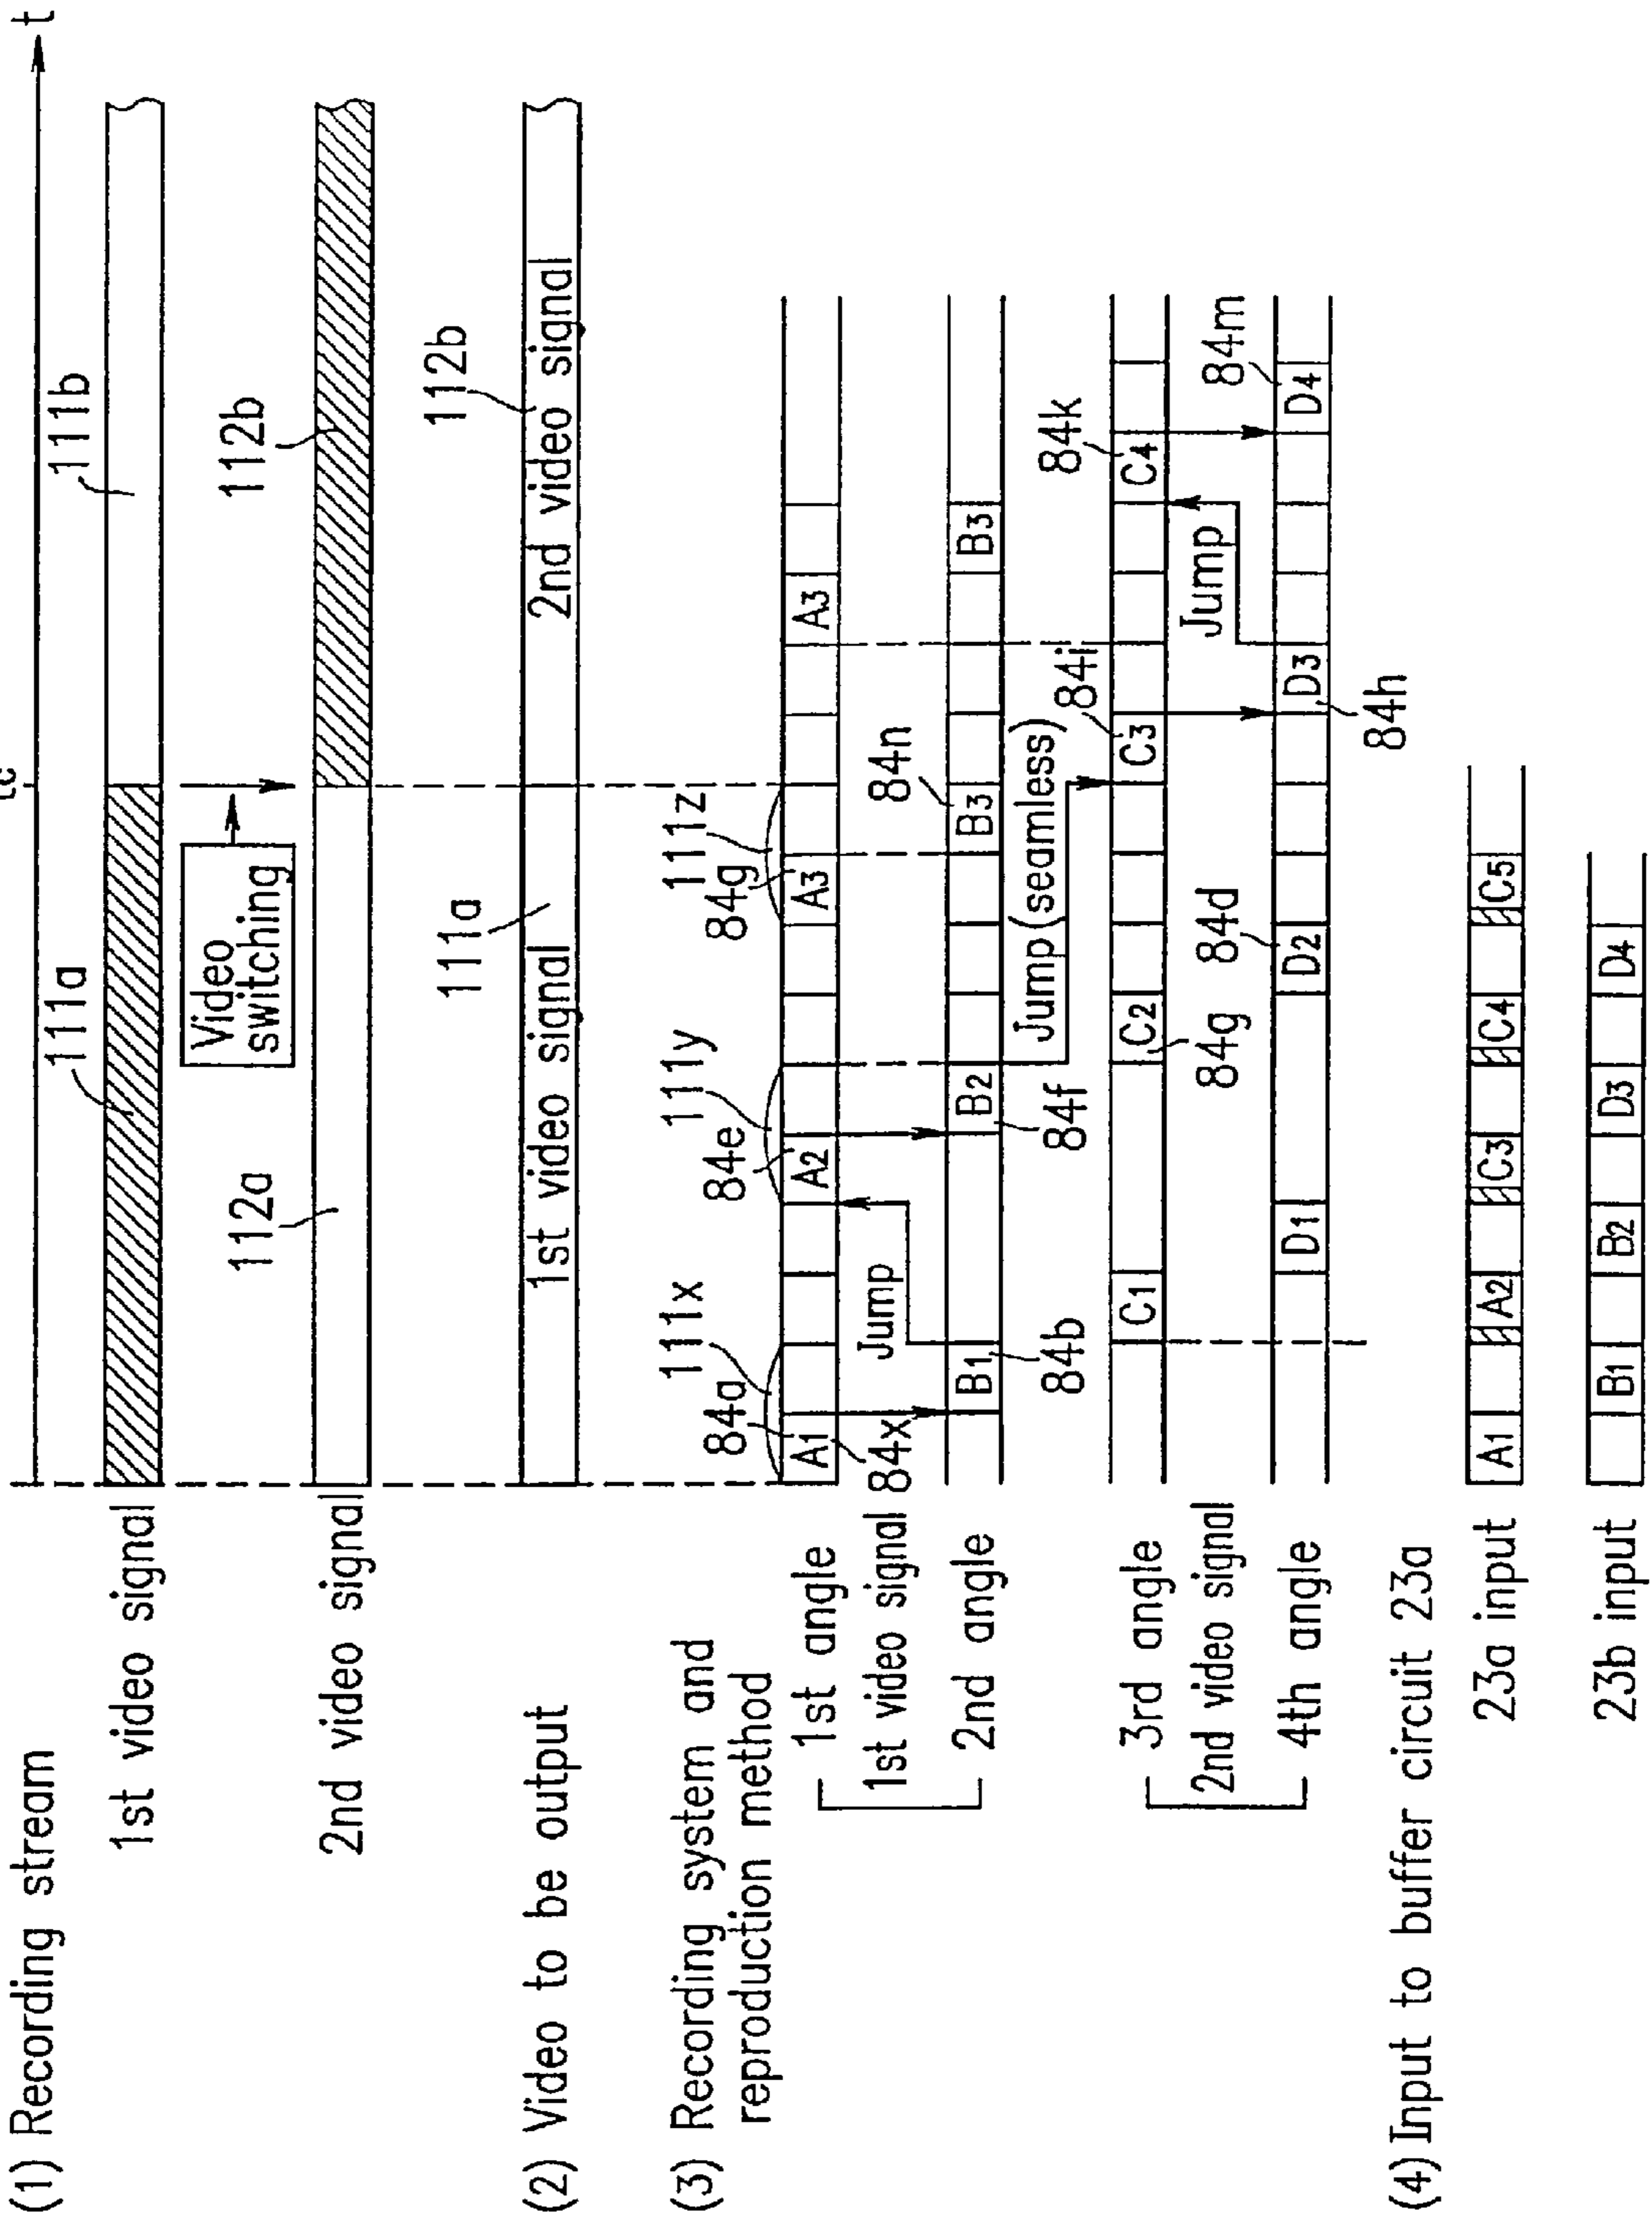 tc
t
(1) Recording stream
111a
111b
1st video signal
Video
switching
112a
112b
2nd video signal
(2) Video to be output
111a
112b
1st video signal
2nd video signal
(3) Recording system and
reproduction method
111x
111y
111z
84a
84e
84g
1st angle
A1
A2
A3
A3
1st video signal
84x
Jump
84n
2nd angle
B1
B2
B3
B3
84b
84f
Jump (seamless)
84i
84k
3rd angle
C1
C2
C3
C4
2nd video signal
84g
84d
Jump
84m
4th angle
D1
D2
D3
D4
84h
(4) Input to buffer circuit 23a
23a input
A1
A2
C3
C4
C5
23b input
B1
B2
D3
D4